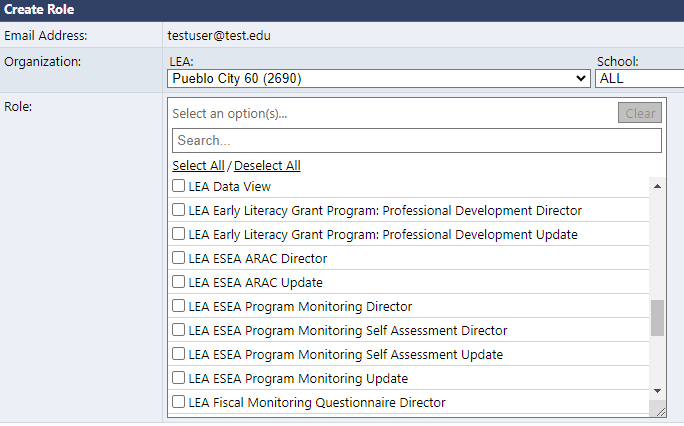 Create Role
Email Address: testuser@test.edu
Organization: LEA: School:
Pueblo City 60 (2690) ALL
Role: Select an option(s)... Clear
Search...
Select All / Deselect All
LEA Data View
LEA Early Literacy Grant Program: Professional Development Director
LEA Early Literacy Grant Program: Professional Development Update
LEA ESEA ARAC Director
LEA ESEA ARAC Update
LEA ESEA Program Monitoring Director
LEA ESEA Program Monitoring Self Assessment Director
LEA ESEA Program Monitoring Self Assessment Update
LEA ESEA Program Monitoring Update
LEA Fiscal Monitoring Questionnaire Director